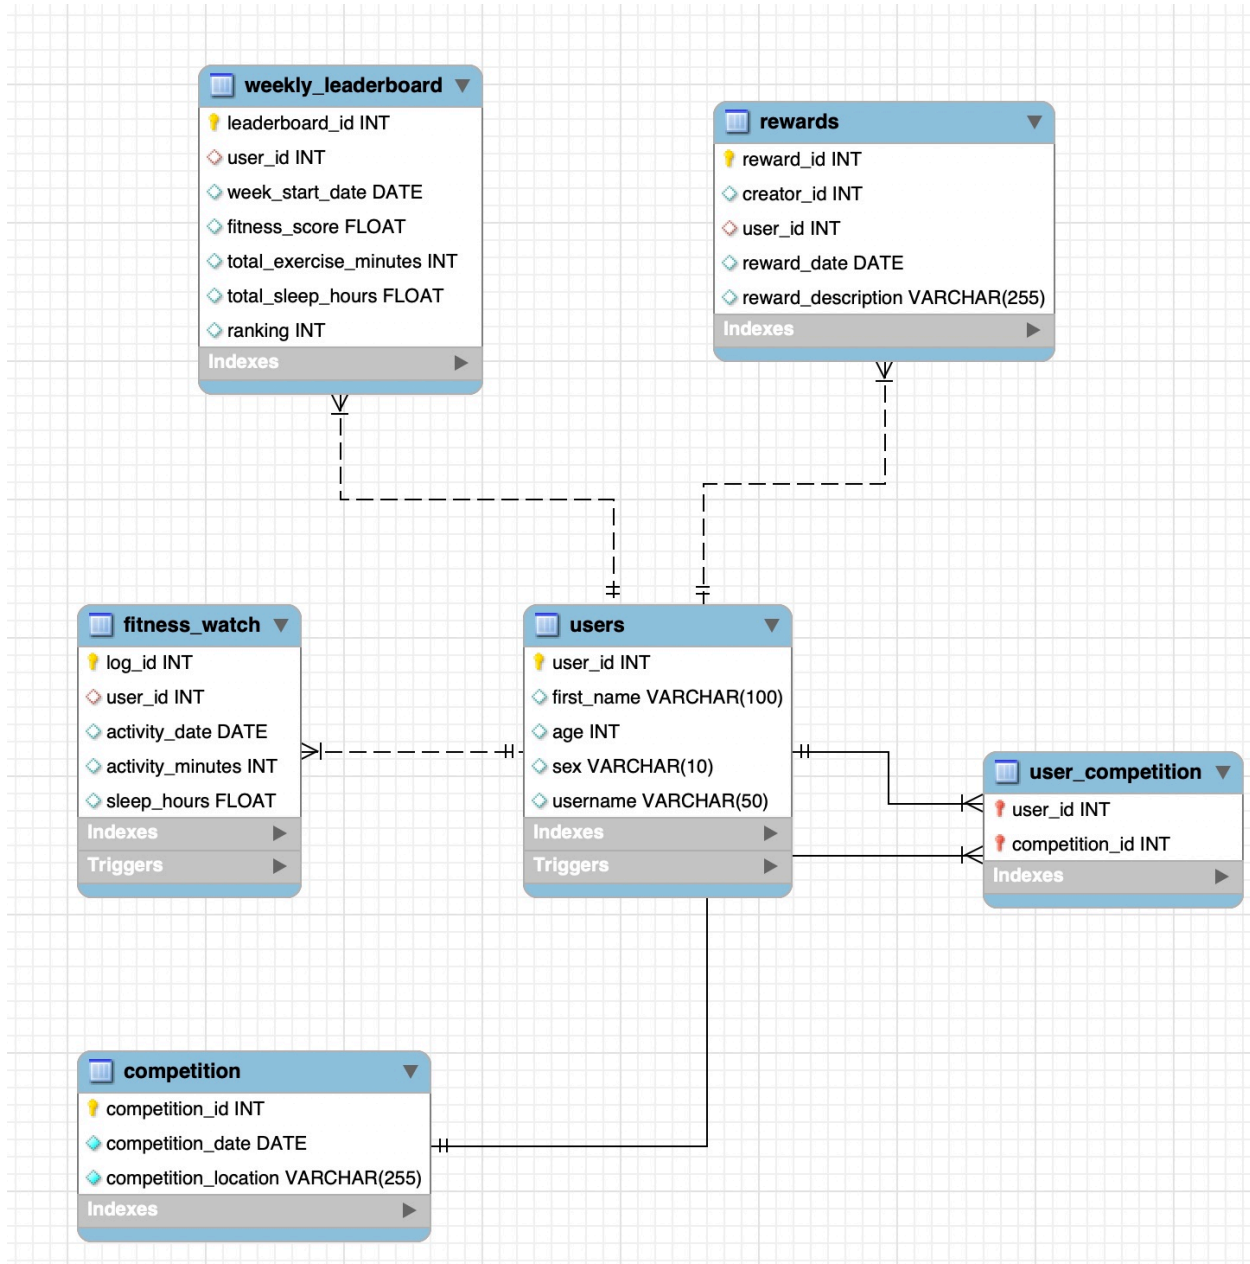 weekly_leaderboard
leaderboard_id INT
user_id INT
week_start_date DATE
fitness_score FLOAT
total_exercise_minutes INT
total_sleep_hours FLOAT
ranking INT
Indexes
rewards
reward_id INT
creator_id INT
user_id INT
reward_date DATE
reward_description VARCHAR(255)
Indexes
fitness_watch
log_id INT
user_id INT
activity_date DATE
activity_minutes INT
sleep_hours FLOAT
Indexes
Triggers
users
user_id INT
first_name VARCHAR(100)
age INT
sex VARCHAR(10)
username VARCHAR(50)
Indexes
Triggers
user_competition
user_id INT
competition_id INT
Indexes
competition
competition_id INT
competition_date DATE
competition_location VARCHAR(255)
Indexes